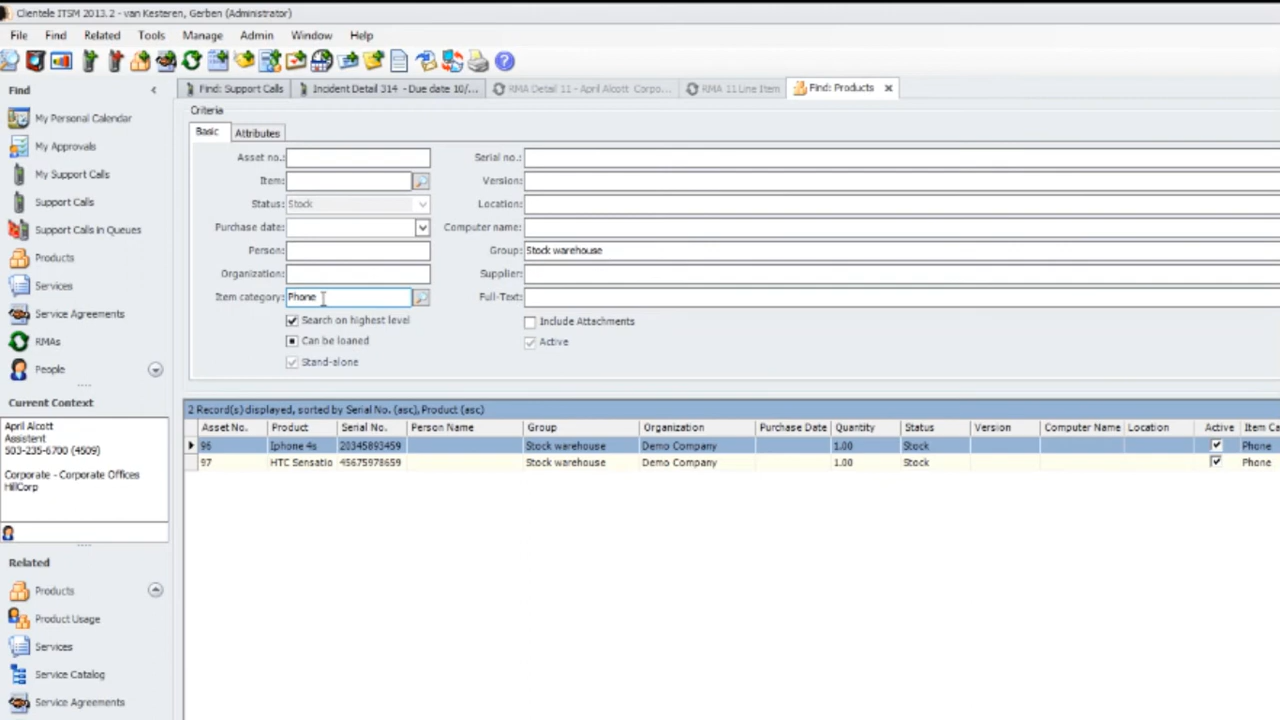 Clientele ITSM 2013.2 - van Kesteren, Gerben (Administrator)
File Find Related Tools Manage Admin Window Help
Find
My Personal Calendar
My Approvals
My Support Calls
Support Calls
Support Calls in Queues
Products
Services
Service Agreements
RMAs
People
Current Context
April Alcott
Assistent
503-235-6700 (4509)
Corporate - Corporate Offices
HillCorp
Related
Products
Product Usage
Services
Service Catalog
Service Agreements
Find: Support Calls Incident Detail 314 - Due date 10/... RMA Detail 11 - April Alcott Corpo... RMA 11 Line Item Find: Products
Criteria
Basic Attributes
Asset no.: Serial no.:
Item: Version:
Status: Stock Location:
Purchase date: Computer name:
Person: Group: Stock warehouse
Organization: Supplier:
Item category: Phone Full-Text:
Search on highest level Include Attachments
Can be loaned Active
Stand-alone
2 Record(s) displayed, sorted by Serial No. (asc), Product (asc)
Asset No. Product Serial No. Person Name Group Organization Purchase Date Quantity Status Version Computer Name Location Active Item Ca
96 Iphone 4s 20345893459 Stock warehouse Demo Company 1.00 Stock Phone
97 HTC Sensatio 45675978659 Stock warehouse Demo Company 1.00 Stock Phone